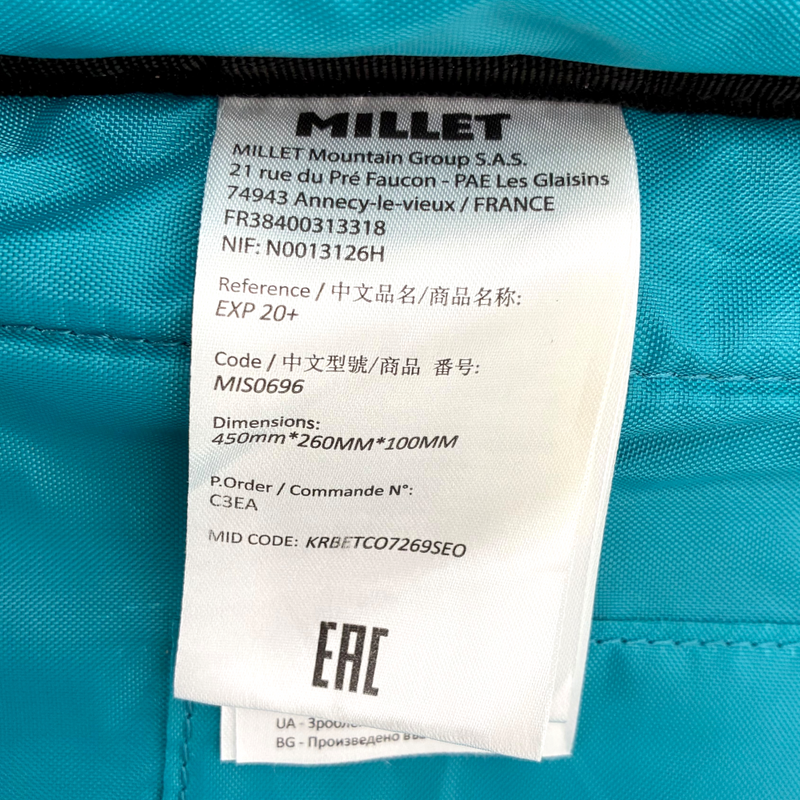 MILLET
MILLET Mountain Group S.A.S.
21 rue du Pré Faucon - PAE Les Glaisins
74943 Annecy-le-vieux / FRANCE
FR38400313318
NIF: N0013126H
Reference / 中文品名/商品名称:
EXP 20+
Code / 中文型號/商品 番号:
MIS0696
Dimensions:
450mm*260MM*100MM
P.Order / Commande N°:
C3EA
MID CODE: KRBETCO7269SEO
EAC
UA -
BG - Произведено